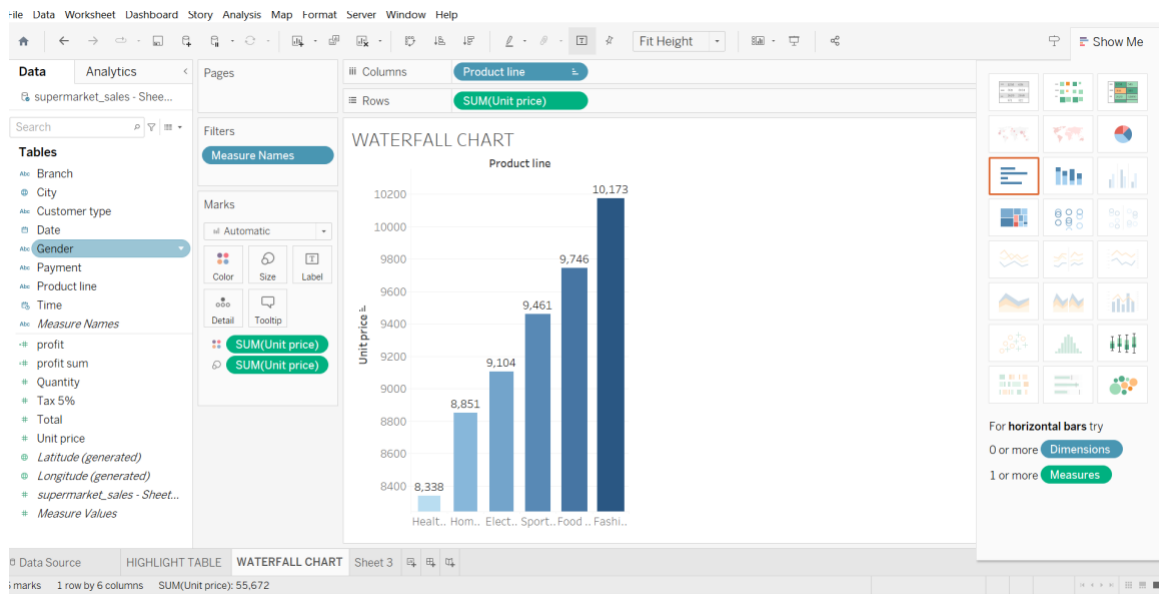 File Data Worksheet Dashboard Story Analysis Map Format Server Window Help
Fit Height
Show Me
Data Analytics
supermarket_sales - Shee...
Search
Tables
Abc Branch
City
Abc Customer type
Date
Abc Gender
Abc Payment
Abc Product line
Time
Abc Measure Names
# profit
# profit sum
# Quantity
# Tax 5%
# Total
# Unit price
Latitude (generated)
Longitude (generated)
# supermarket_sales - Sheet...
# Measure Values
Pages
Filters
Measure Names
Marks
Automatic
Color Size Label
Detail Tooltip
SUM(Unit price)
SUM(Unit price)
Columns Product line
Rows SUM(Unit price)
WATERFALL CHART
Product line
Unit price
10200
10000
9800
9600
9400
9200
9000
8800
8600
8400
8,338
8,851
9,104
9,461
9,746
10,173
Healt.. Hom.. Elect.. Sport.. Food .. Fashi..
For horizontal bars try
0 or more Dimensions
1 or more Measures
Data Source HIGHLIGHT TABLE WATERFALL CHART Sheet 3
marks 1 row by 6 columns SUM(Unit price): 55,672